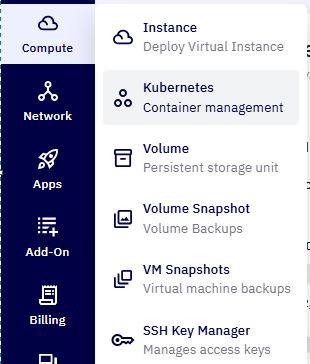 Compute
Network
Apps
Add-On
Billing
Instance
Deploy Virtual Instance
Kubernetes
Container management
Volume
Persistent storage unit
Volume Snapshot
Volume Backups
VM Snapshots
Virtual machine backups
SSH Key Manager
Manages access keys